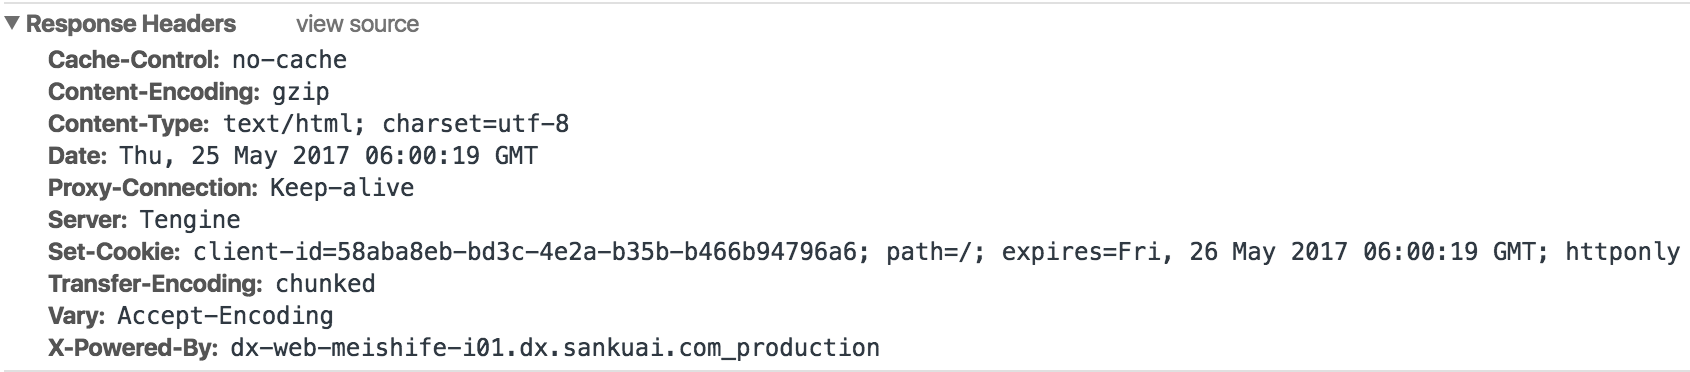 ▼ Response Headers view source
Cache-Control: no-cache
Content-Encoding: gzip
Content-Type: text/html; charset=utf-8
Date: Thu, 25 May 2017 06:00:19 GMT
Proxy-Connection: Keep-alive
Server: Tengine
Set-Cookie: client-id=58aba8eb-bd3c-4e2a-b35b-b466b94796a6; path=/; expires=Fri, 26 May 2017 06:00:19 GMT; httponly
Transfer-Encoding: chunked
Vary: Accept-Encoding
X-Powered-By: dx-web-meishife-i01.dx.sankuai.com_production